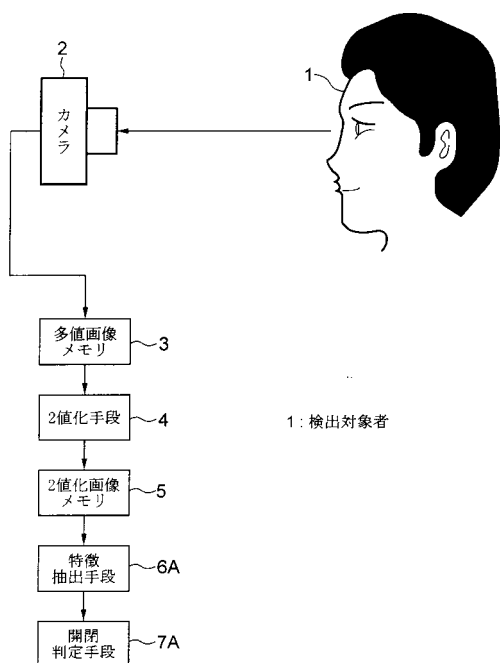 2
カメラ
1
多値画像
メモリ
3
2値化手段
4
1 : 検出対象者
2値化画像
メモリ
5
特徴
抽出手段
6A
開閉
判定手段
7A